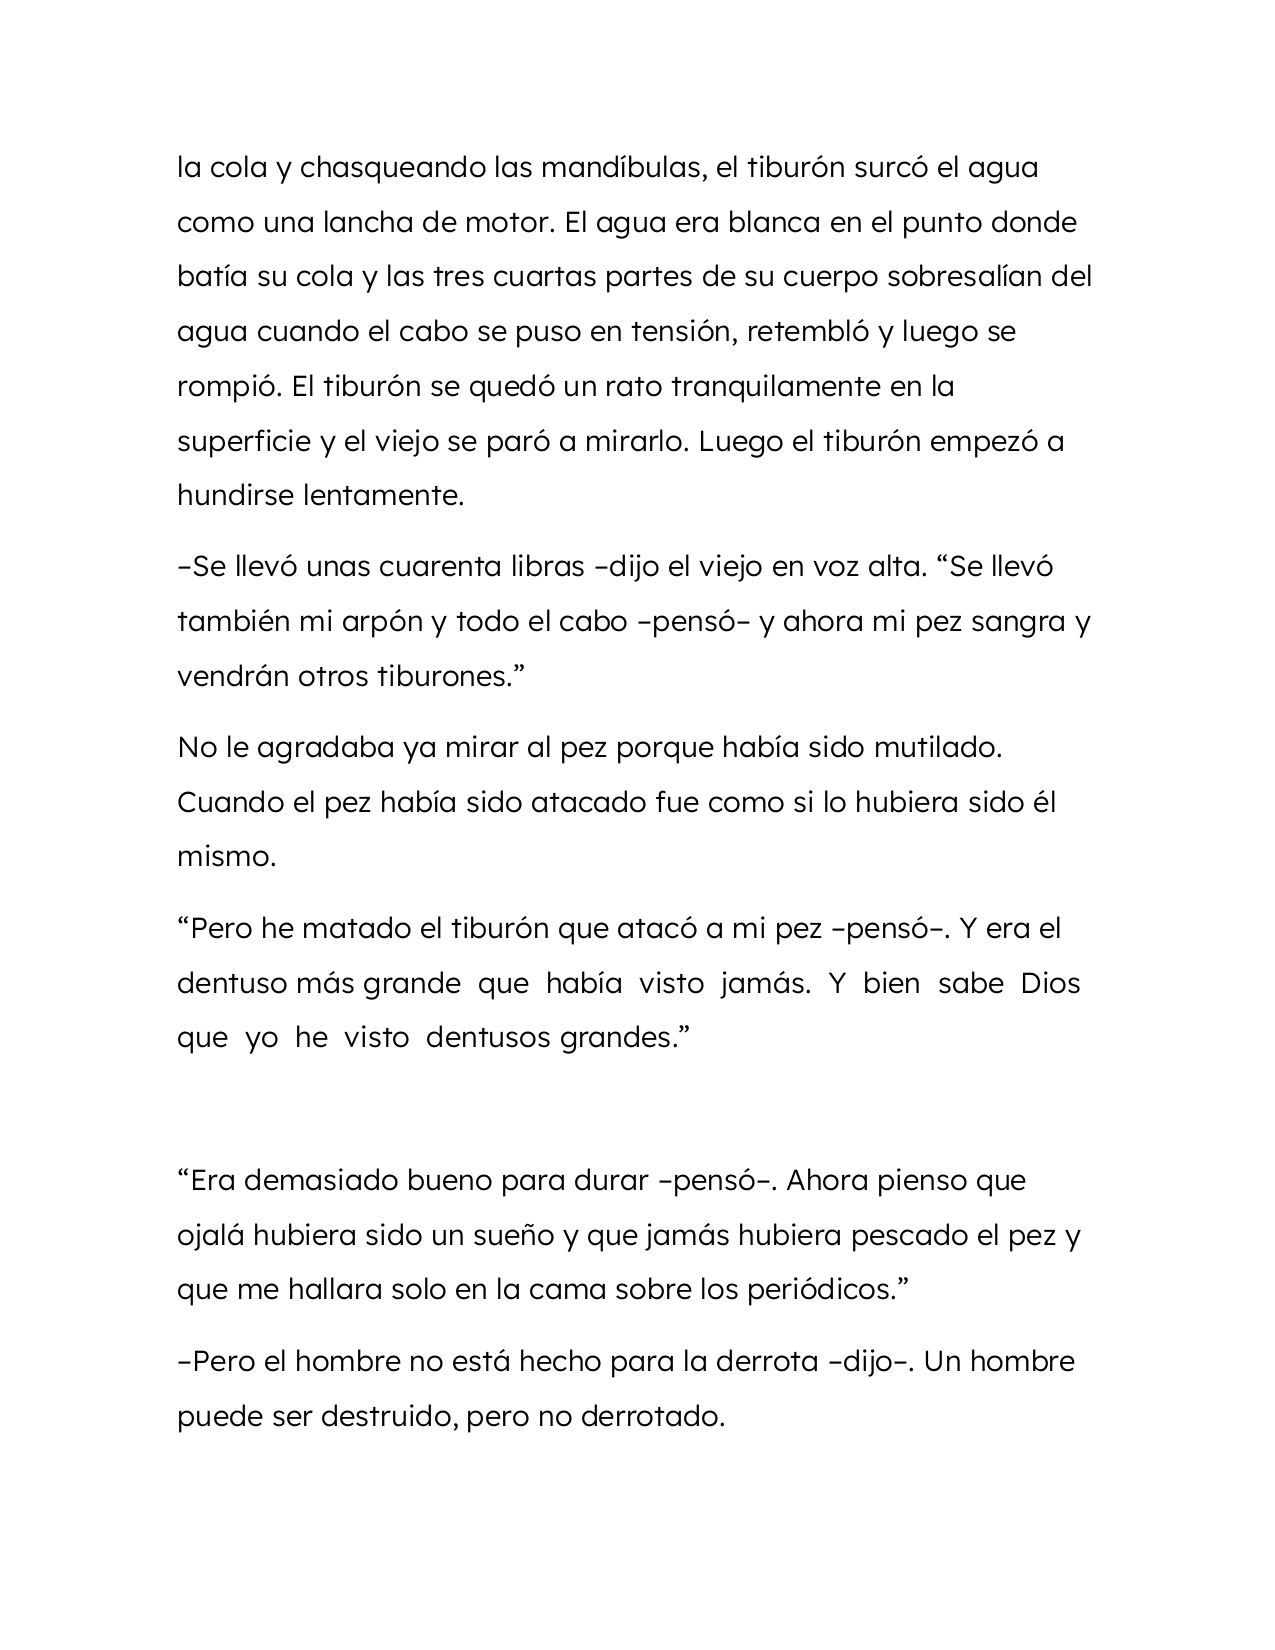 la cola y chasqueando las mandíbulas, el tiburón surcó el agua
como una lancha de motor. El agua era blanca en el punto donde
batía su cola y las tres cuartas partes de su cuerpo sobresalían del
agua cuando el cabo se puso en tensión, retembló y luego se
rompió. El tiburón se quedó un rato tranquilamente en la
superficie y el viejo se paró a mirarlo. Luego el tiburón empezó a
hundirse lentamente.
–Se llevó unas cuarenta libras –dijo el viejo en voz alta. “Se llevó
también mi arpón y todo el cabo –pensó– y ahora mi pez sangra y
vendrán otros tiburones.”
No le agradaba ya mirar al pez porque había sido mutilado.
Cuando el pez había sido atacado fue como si lo hubiera sido él
mismo.
“Pero he matado el tiburón que atacó a mi pez –pensó–. Y era el
dentuso más grande que había visto jamás. Y bien sabe Dios
que yo he visto dentusos grandes.”
“Era demasiado bueno para durar –pensó–. Ahora pienso que
ojalá hubiera sido un sueño y que jamás hubiera pescado el pez y
que me hallara solo en la cama sobre los periódicos.”
–Pero el hombre no está hecho para la derrota –dijo–. Un hombre
puede ser destruido, pero no derrotado.